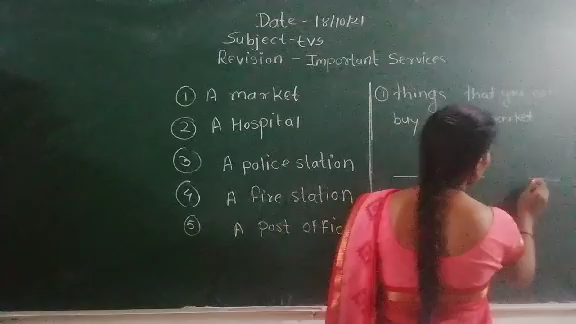 Date - 18/10/21
Subject - EVS
Revision - Important Services
① A market
② A Hospital
③ A police station
④ A fire station
⑤ A post offic
① Things that you can
buy market